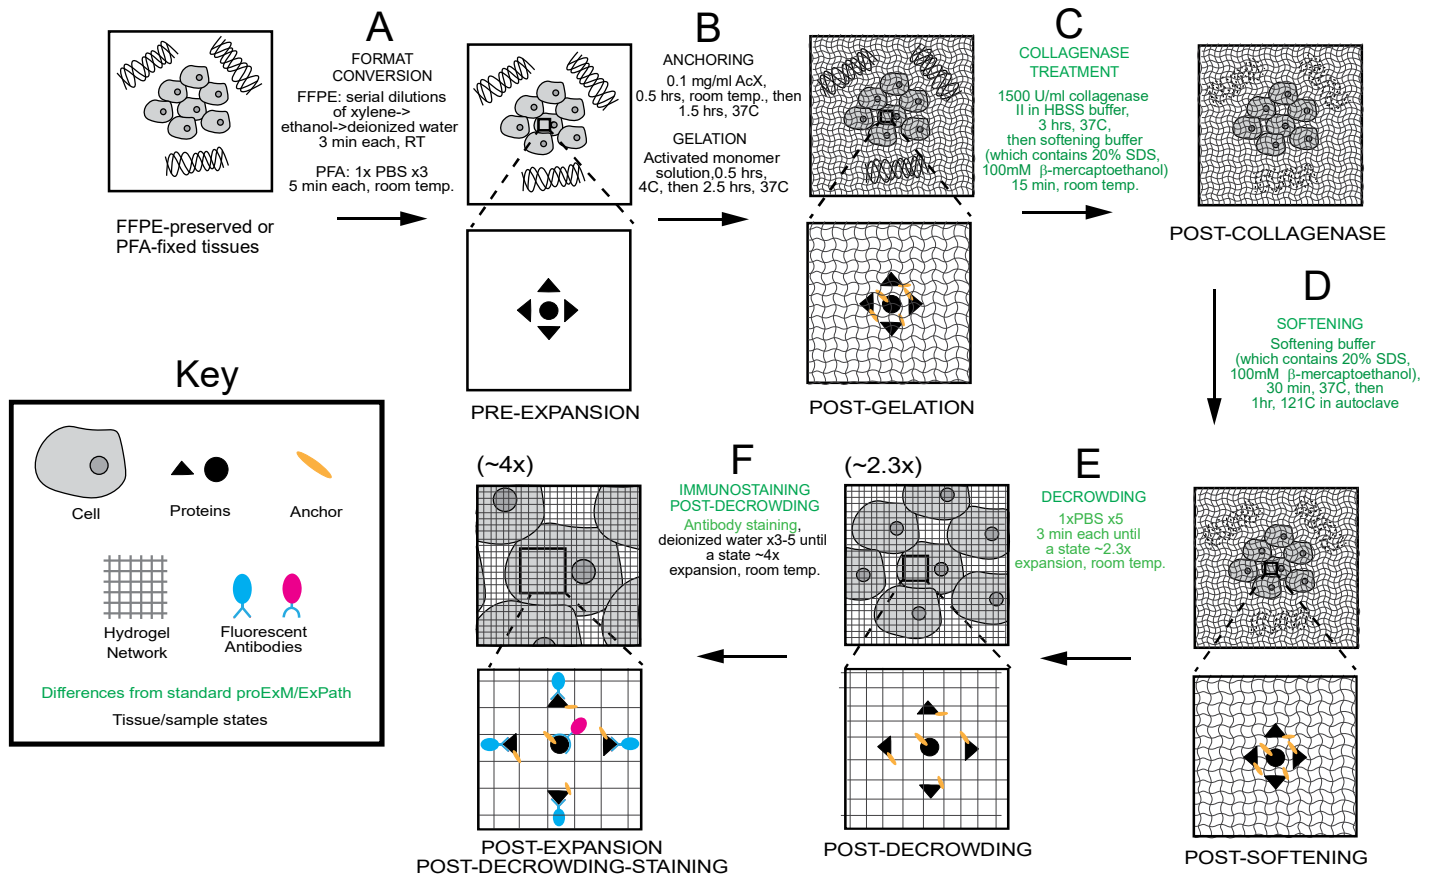 A
FORMAT
CONVERSION
FFPE: serial dilutions
of xylene->
ethanol->deionized water
3 min each, RT
PFA: 1x PBS x3
5 min each, room temp.
FFPE-preserved or
PFA-fixed tissues
B
ANCHORING
0.1 mg/ml AcX,
0.5 hrs, room temp., then
1.5 hrs, 37C
GELATION
Activated monomer
solution,0.5 hrs,
4C, then 2.5 hrs, 37C
PRE-EXPANSION
C
COLLAGENASE
TREATMENT
1500 U/ml collagenase
II in HBSS buffer,
3 hrs, 37C,
then softening buffer
(which contains 20% SDS,
100mM β-mercaptoethanol)
15 min, room temp.
POST-GELATION
POST-COLLAGENASE
D
SOFTENING
Softening buffer
(which contains 20% SDS,
100mM β-mercaptoethanol),
30 min, 37C, then
1hr, 121C in autoclave
POST-SOFTENING
E
DECROWDING
1xPBS x5
3 min each until
a state ~2.3x
expansion, room temp.
(~2.3x)
POST-DECROWDING
F
IMMUNOSTAINING
POST-DECROWDING
Antibody staining,
deionized water x3-5 until
a state ~4x
expansion, room temp.
(~4x)
POST-EXPANSION
POST-DECROWDING-STAINING
Key
Cell
Proteins
Anchor
Hydrogel
Network
Fluorescent
Antibodies
Differences from standard proExM/ExPath
Tissue/sample states